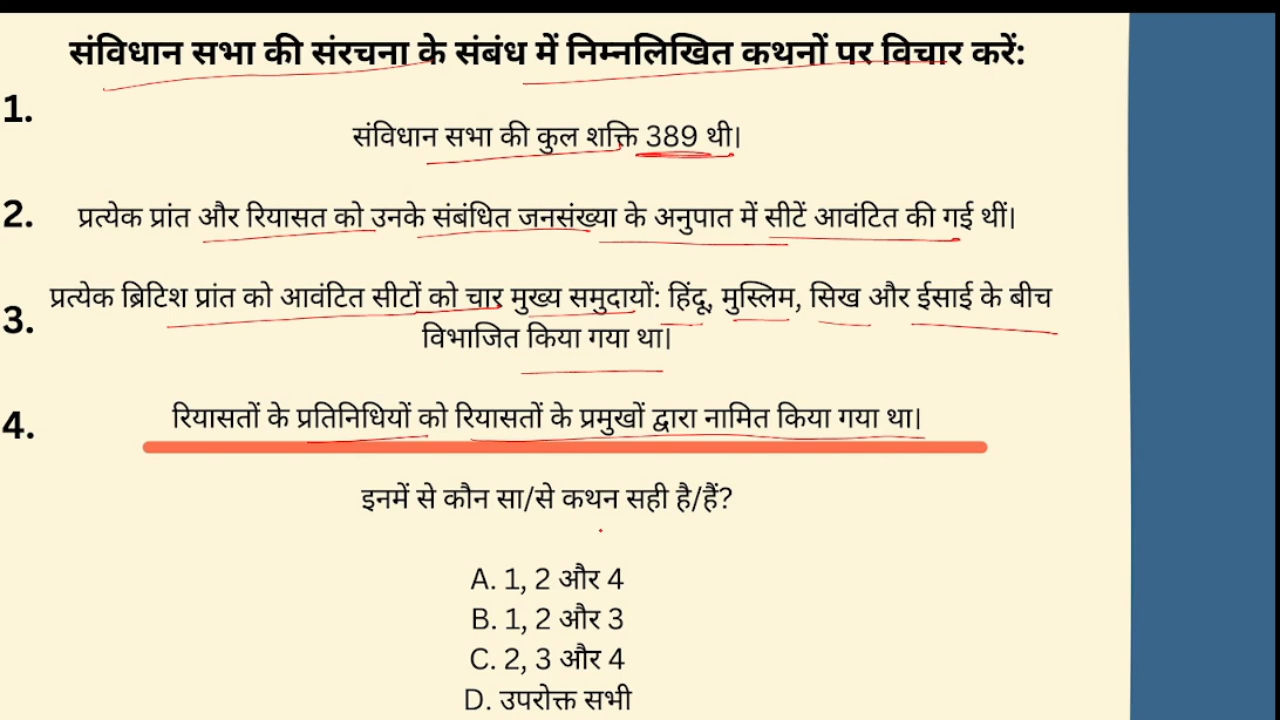 संविधान सभा की संरचना के संबंध में निम्नलिखित कथनों पर विचार करें:
1.
संविधान सभा की कुल शक्ति 389 थी।
2. प्रत्येक प्रांत और रियासत को उनके संबंधित जनसंख्या के अनुपात में सीटें आवंटित की गई थीं।
प्रत्येक ब्रिटिश प्रांत को आवंटित सीटों को चार मुख्य समुदायों: हिंदू, मुस्लिम, सिख और ईसाई के बीच
3.
विभाजित किया गया था।
4. रियासतों के प्रतिनिधियों को रियासतों के प्रमुखों द्वारा नामित किया गया था।
इनमें से कौन सा/से कथन सही है/हैं?
A. 1, 2 और 4
B. 1, 2 और 3
C. 2, 3 और 4
D. उपरोक्त सभी